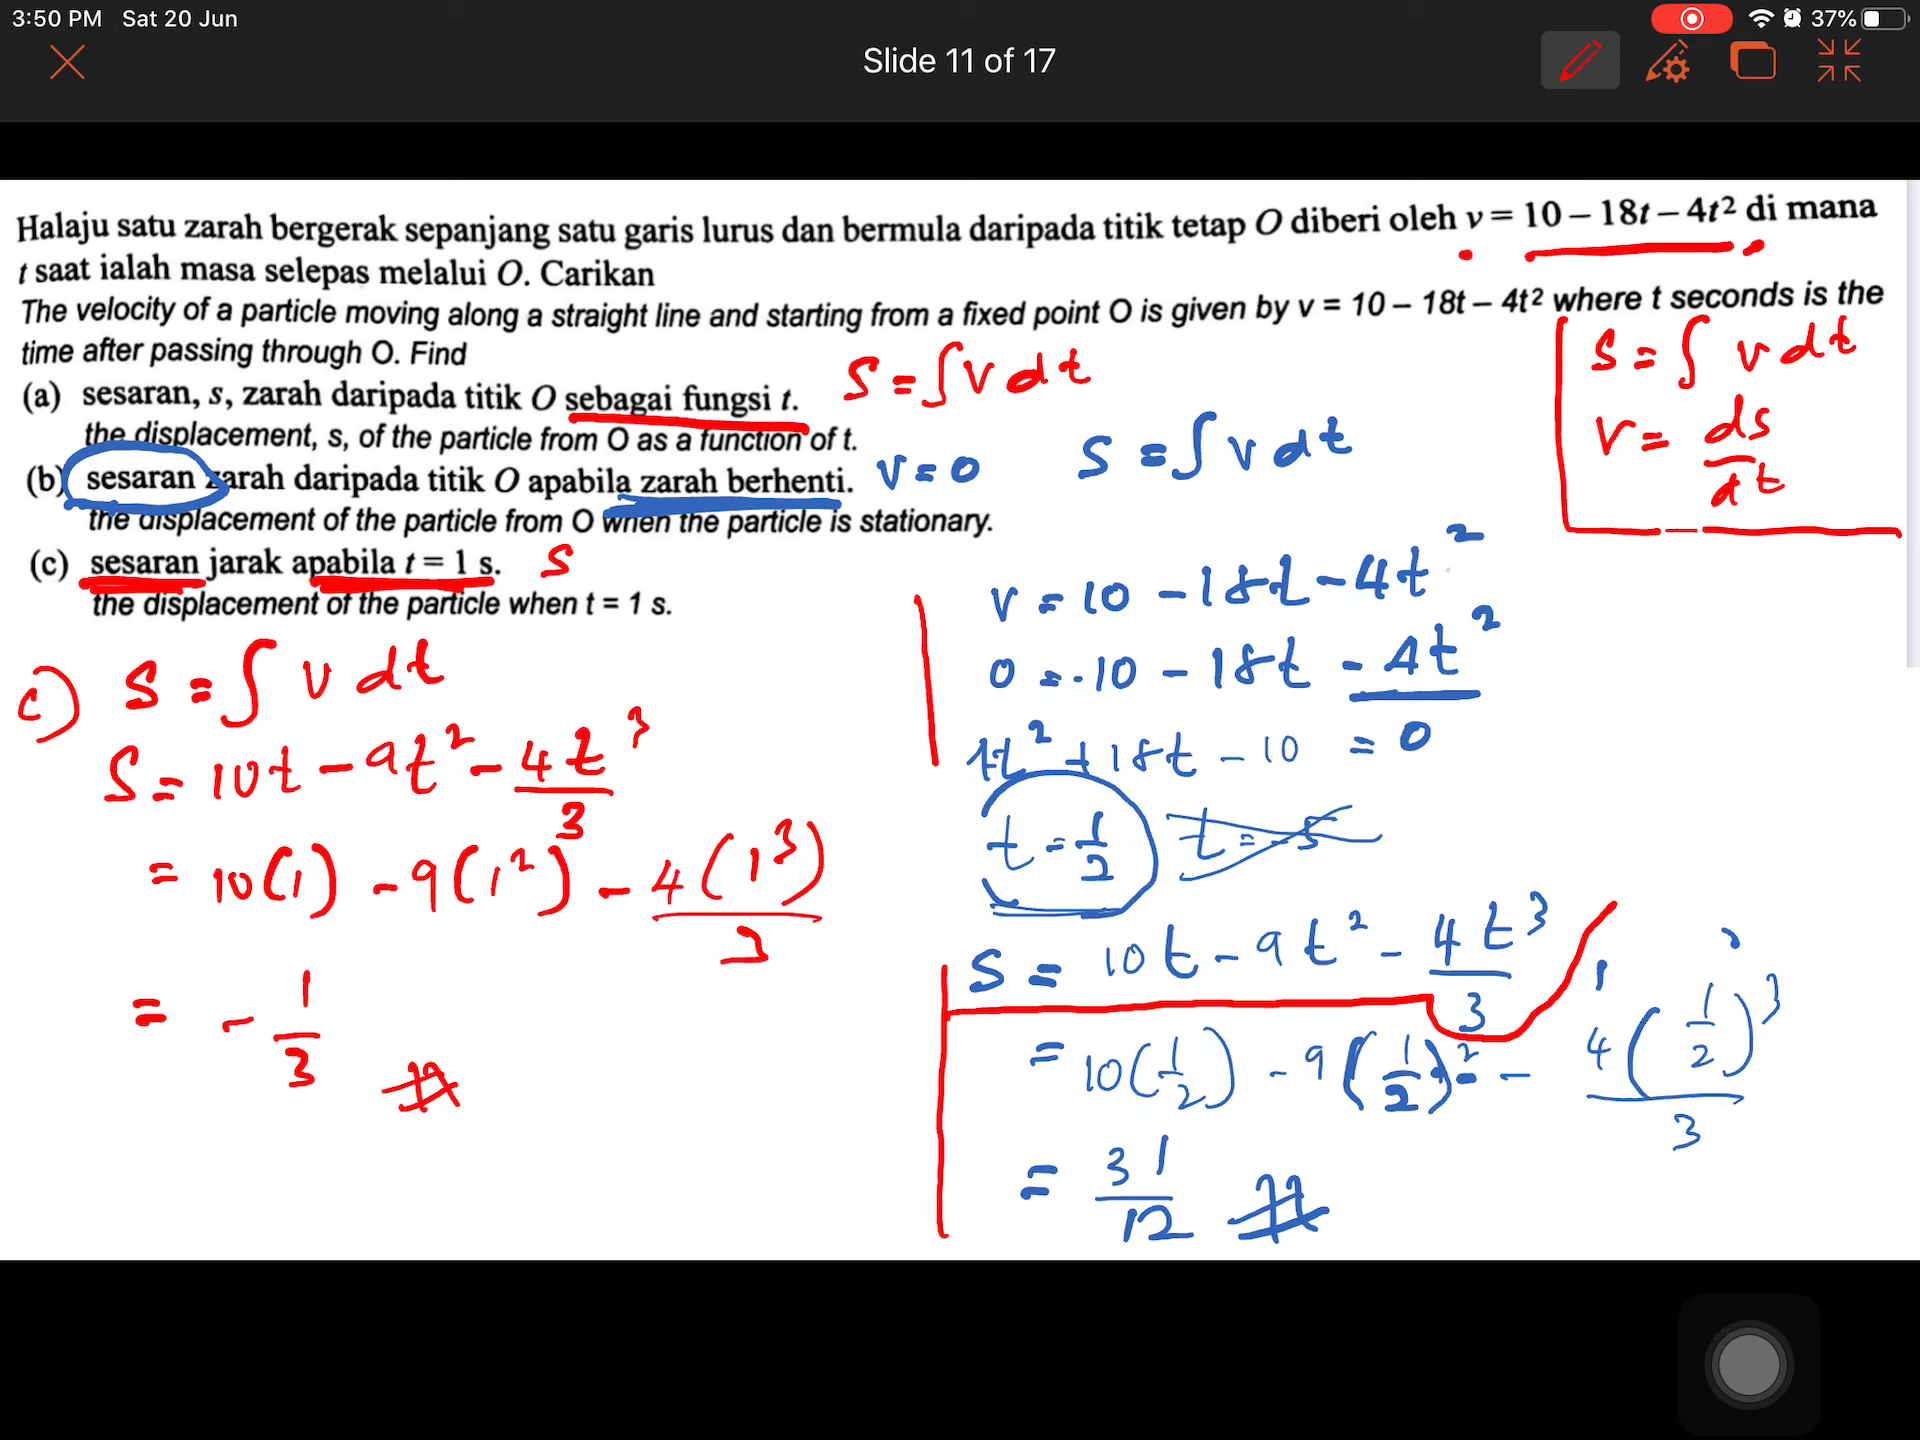 3:50 PM Sat 20 Jun
37%
Slide 11 of 17
Halaju satu zarah bergerak sepanjang satu garis lurus dan bermula daripada titik tetap O diberi oleh v = 10 – 18t – 4t² di mana
t saat ialah masa selepas melalui O. Carikan
The velocity of a particle moving along a straight line and starting from a fixed point O is given by v = 10 – 18t – 4t² where t seconds is the
time after passing through O. Find
(a) sesaran, s, zarah daripada titik O sebagai fungsi t.
the displacement, s, of the particle from O as a function of t.
(b) sesaran zarah daripada titik O apabila zarah berhenti.
the displacement of the particle from O when the particle is stationary.
(c) sesaran jarak apabila t = 1 s.
the displacement of the particle when t = 1 s.
S = ∫ v dt
S = ∫ v dt
v = ds/dt
v = 0
S = ∫ v dt
S
c) S = ∫ v dt
S = 10t – 9t² – 4t³/3
= 10(1) – 9(1²) – 4(1³)/3
= – 1/3
v = 10 – 18t – 4t²
0 = 10 – 18t – 4t²
4t² + 18t – 10 = 0
t = 1/2 t = –5
S = 10t – 9t² – 4t³/3
= 10(1/2) – 9(1/2)² – 4(1/2)³/3
= 31/12